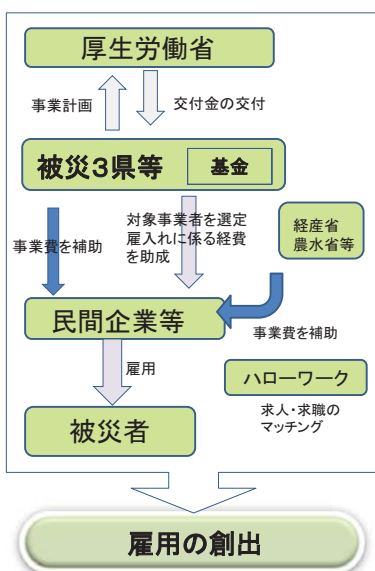 厚生労働省
事業計画
交付金の交付
被災3県等
基金
対象事業者を選定
雇入れに係る経費
を助成
事業費を補助
経産省
農水省等
民間企業等
事業費を補助
雇用
ハローワーク
求人・求職の
マッチング
被災者
雇用の創出